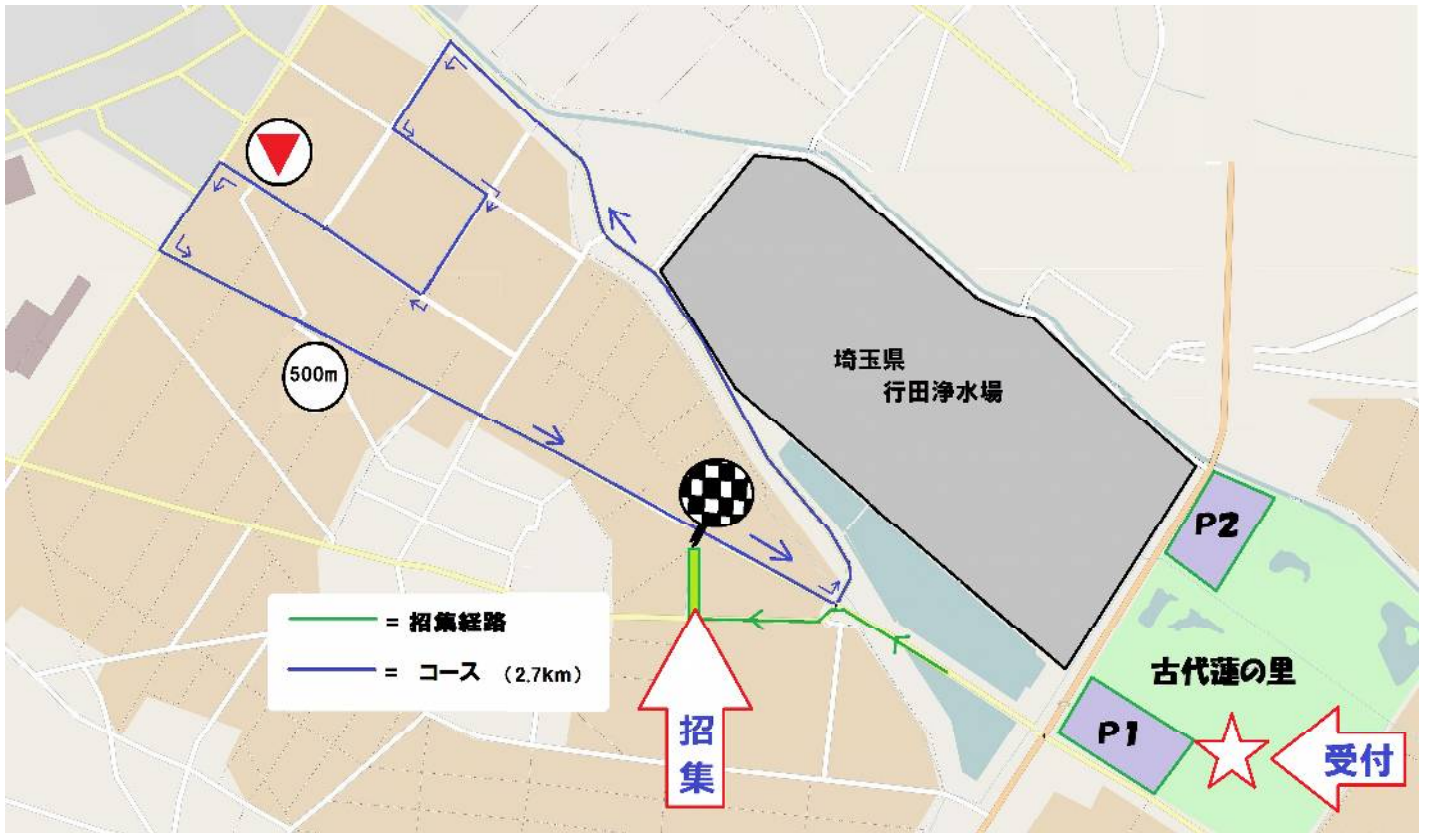 500m
埼玉県
行田浄水場
P2
= 招集経路
= コース (2.7km)
古代蓮の里
P1
招集
受付